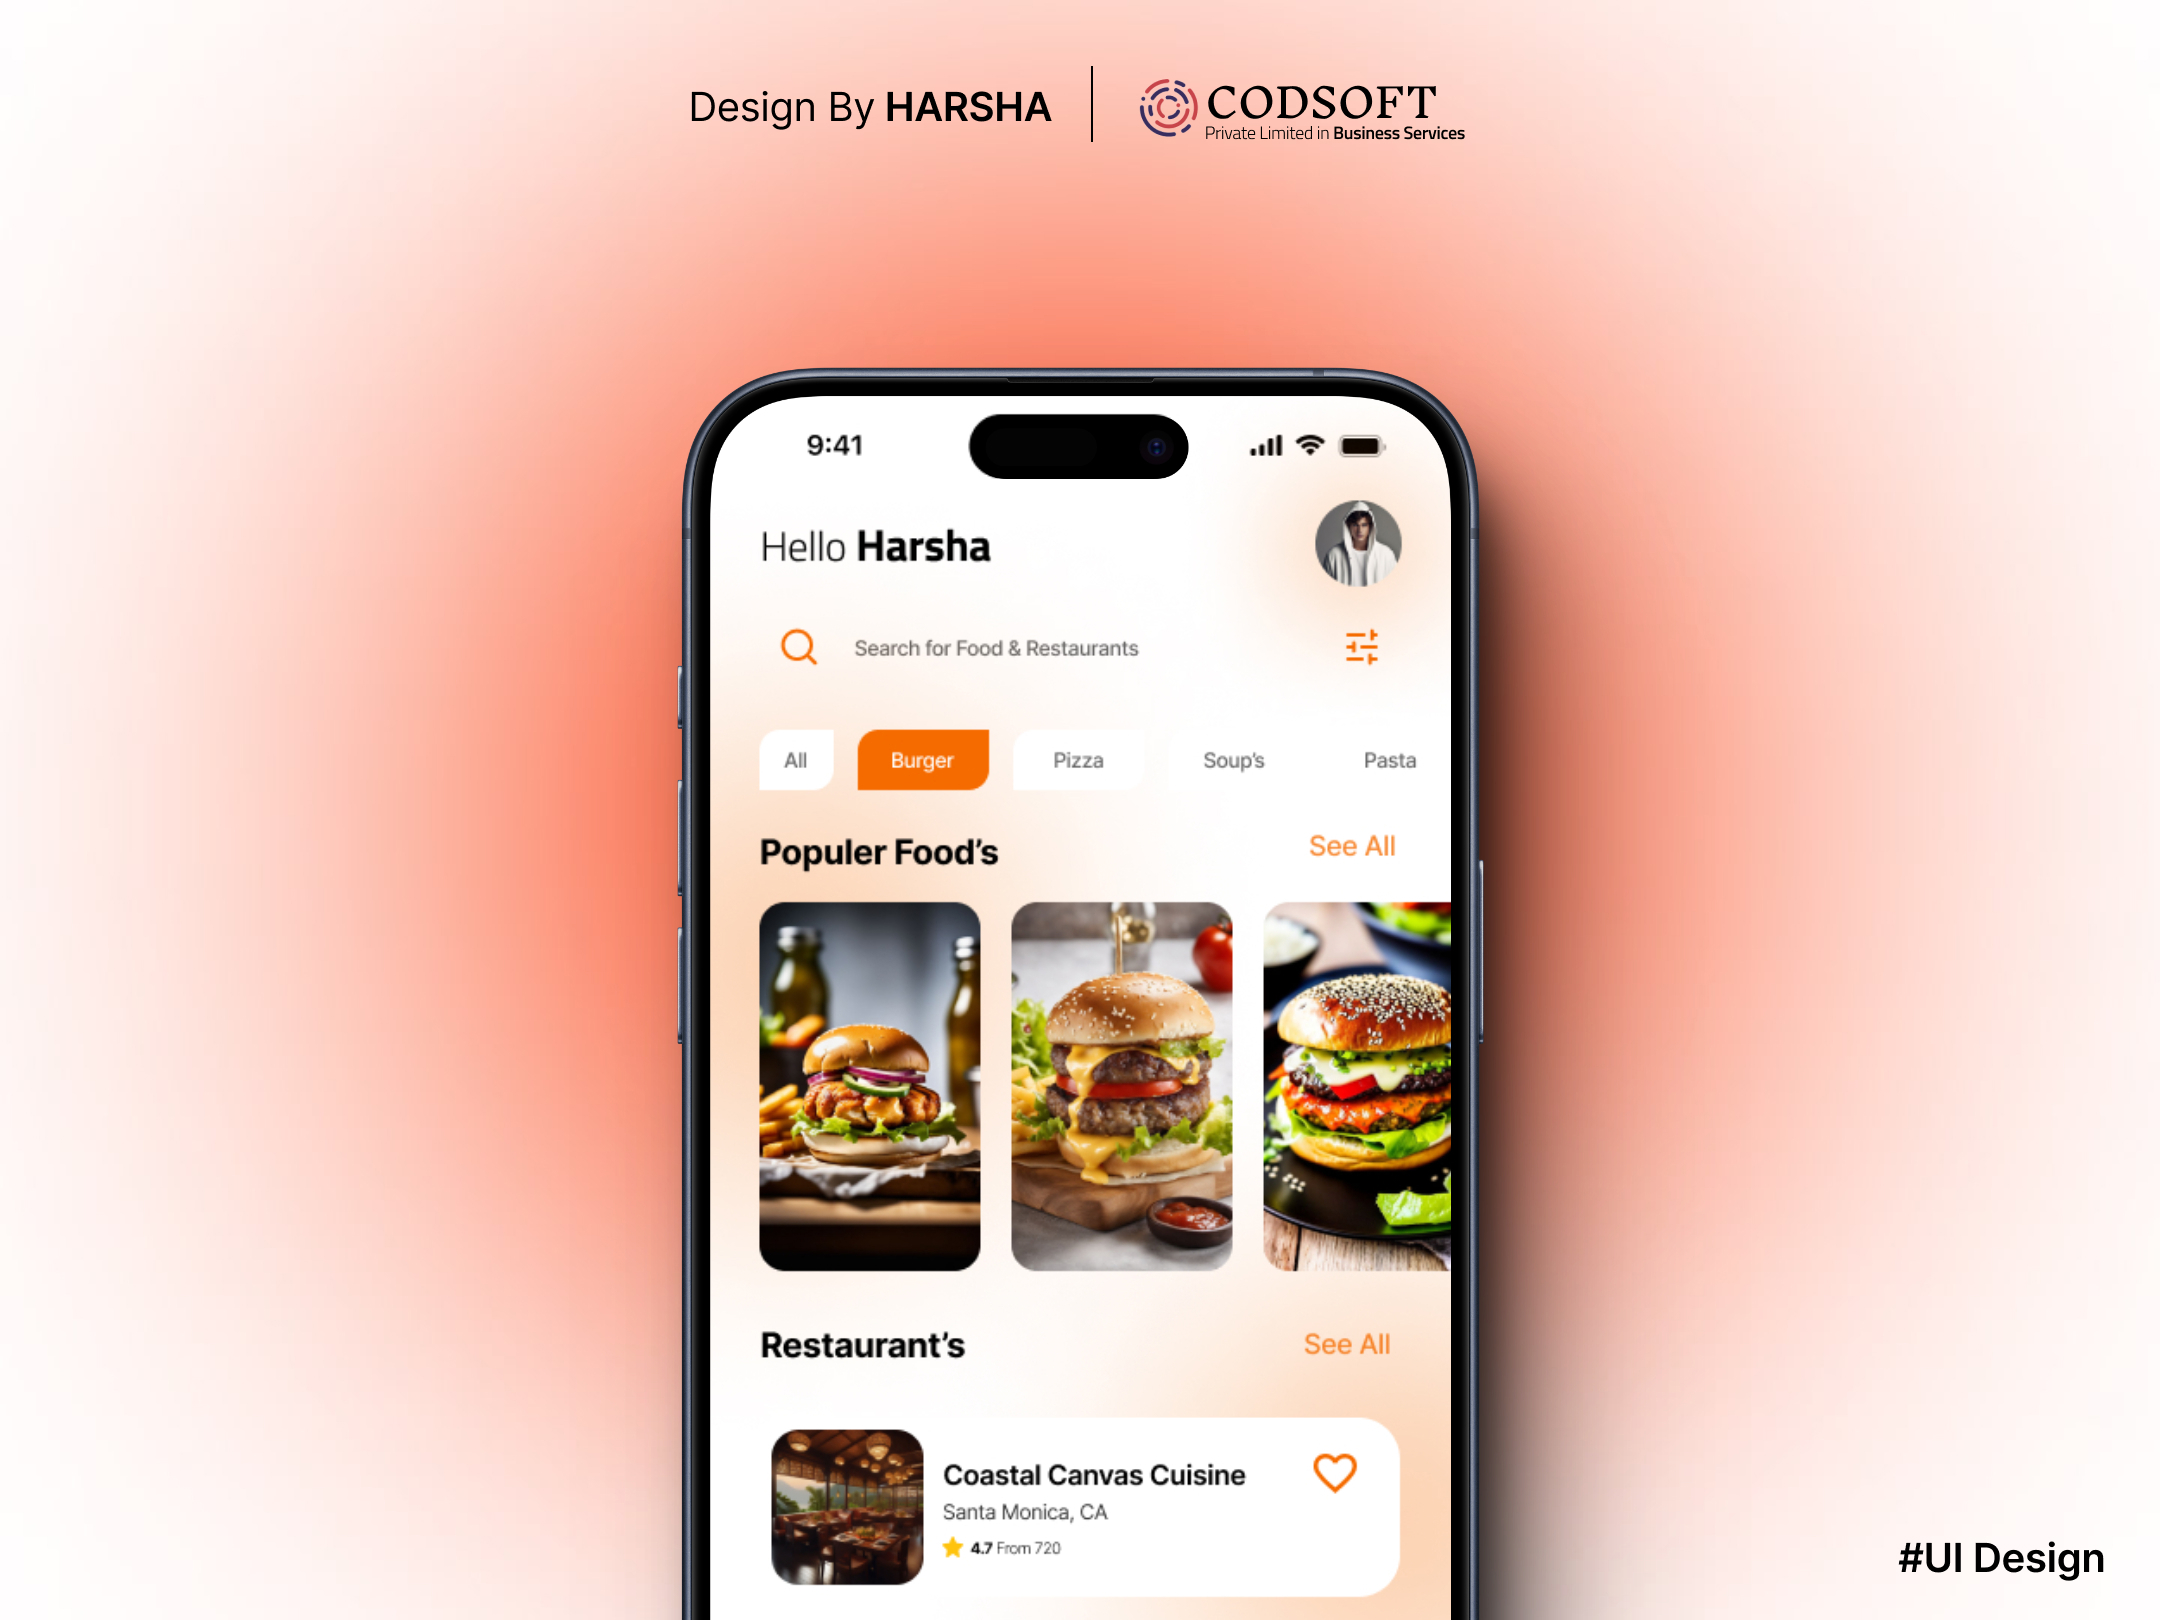 Design By HARSHA
CODSOFT
Private Limited in Business Services
9:41
Hello Harsha
Search for Food & Restaurants
All
Burger
Pizza
Soup's
Pasta
Populer Food's
See All
Restaurant's
See All
Coastal Canvas Cuisine
Santa Monica, CA
4.7 From 720
#UI Design